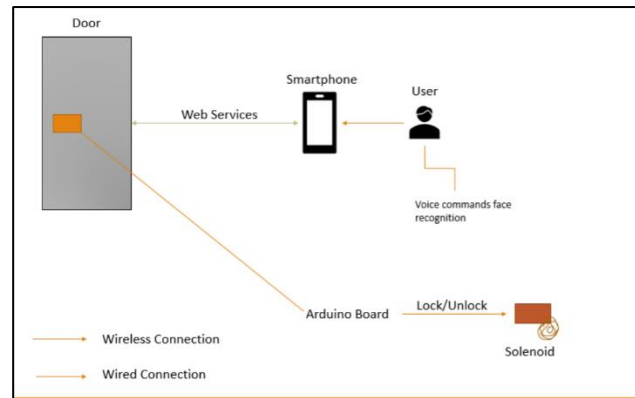 Door
Smartphone
User
Web Services
Voice commands face
recognition
Arduino Board
Lock/Unlock
Solenoid
Wireless Connection
Wired Connection